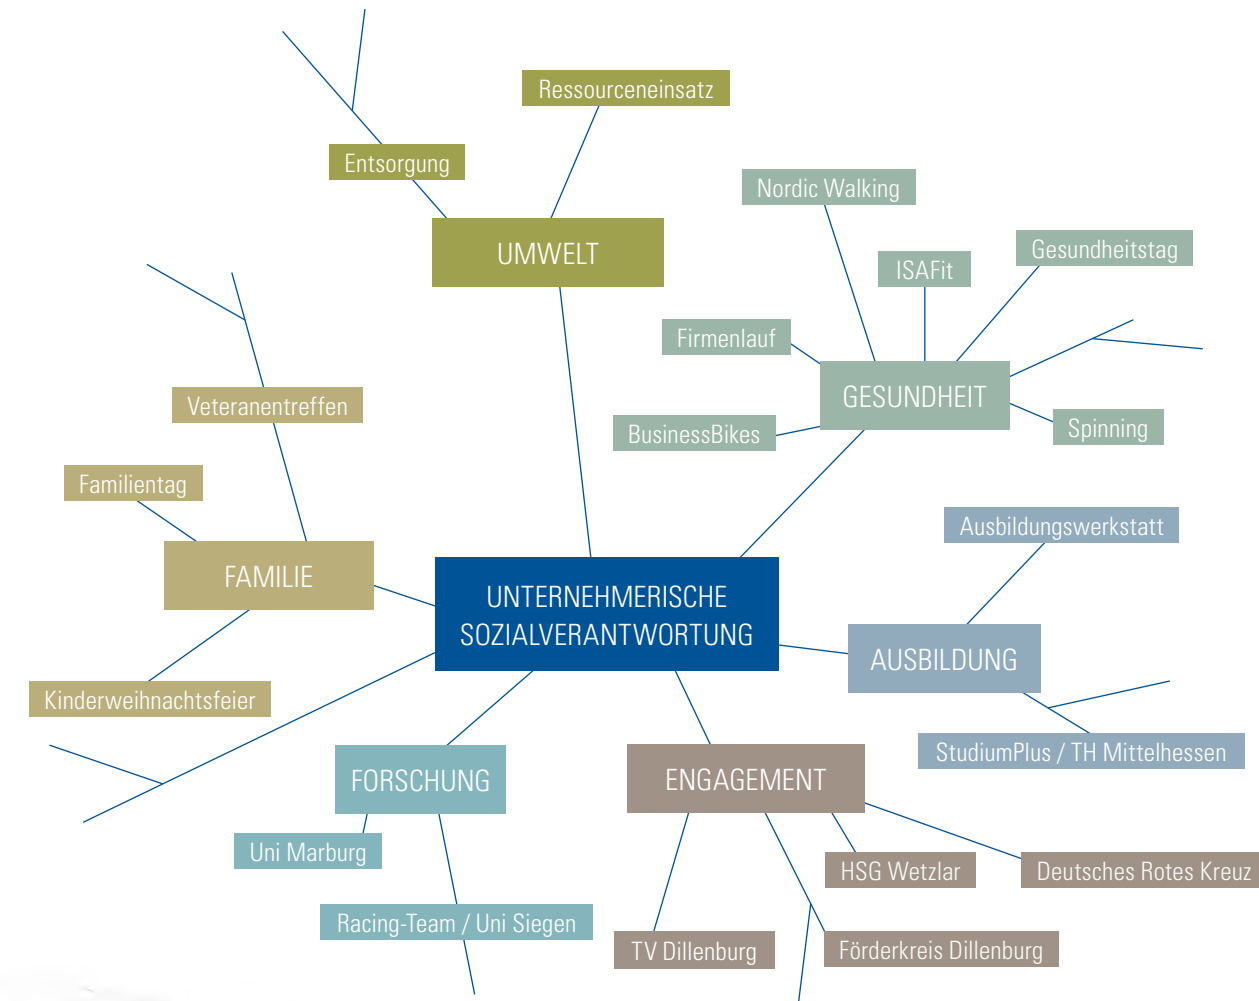 Ressourceneinsatz
Entsorgung
UMWELT
Nordic Walking
ISAFit
Gesundheitstag
Firmenlauf
GESUNDHEIT
BusinessBikes
Spinning
Veteranentreffen
Familientag
FAMILIE
Kinderweihnachtsfeier
UNTERNEHMERISCHE
SOZIALVERANTWORTUNG
Ausbildungswerkstatt
AUSBILDUNG
StudiumPlus / TH Mittelhessen
FORSCHUNG
Uni Marburg
Racing-Team / Uni Siegen
ENGAGEMENT
HSG Wetzlar
Deutsches Rotes Kreuz
TV Dillenburg
Förderkreis Dillenburg